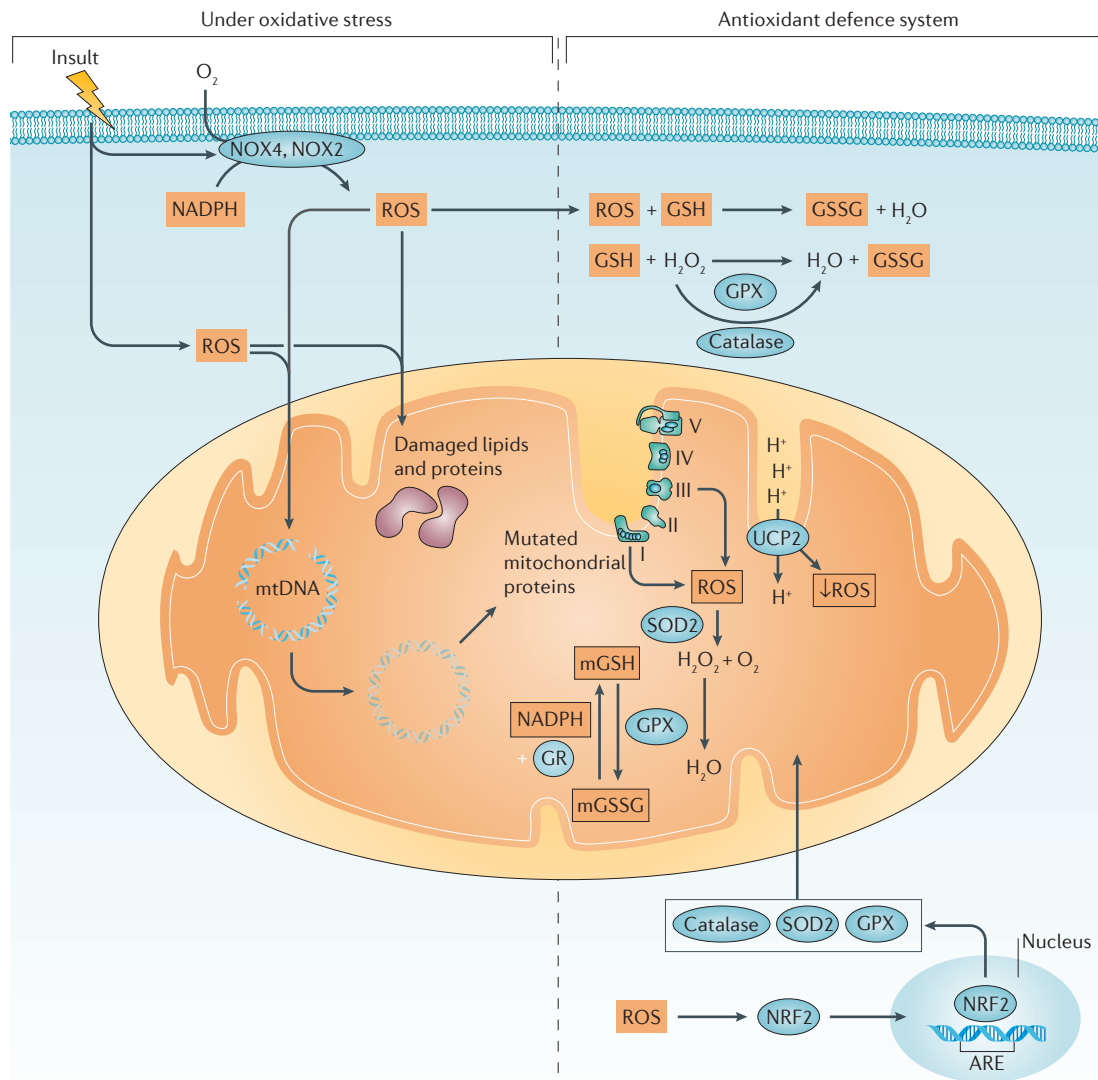 Under oxidative stress
Antioxidant defence system
Insult
O₂
NOX4, NOX2
NADPH
ROS
ROS + GSH
GSSG + H₂O
GSH + H₂O₂
H₂O + GSSG
GPX
Catalase
ROS
Damaged lipids
and proteins
V
IV
III
II
I
H⁺
H⁺
H⁺
UCP2
H⁺
↓ROS
Mutated
mitochondrial
proteins
ROS
mtDNA
SOD2
H₂O₂ + O₂
mGSH
NADPH
+ GR
GPX
H₂O
mGSSG
Catalase
SOD2
GPX
Nucleus
ROS
NRF2
NRF2
ARE